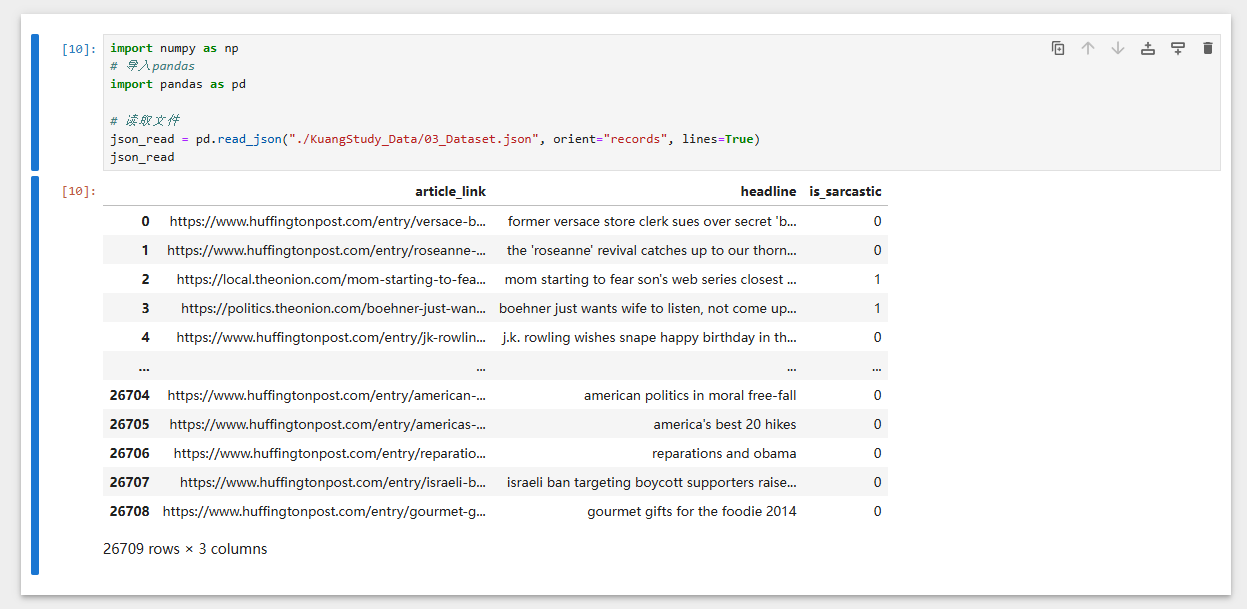 [10]:
import numpy as np
# 导入pandas
import pandas as pd
# 读取文件
json_read = pd.read_json("./KuangStudy_Data/03_Dataset.json", orient="records", lines=True)
json_read
[10]:
article_link headline is_sarcastic
0 https://www.huffingtonpost.com/entry/versace-b... former versace store clerk sues over secret 'b... 0
1 https://www.huffingtonpost.com/entry/roseanne-... the 'roseanne' revival catches up to our thorn... 0
2 https://local.theonion.com/mom-starting-to-fea... mom starting to fear son's web series closest ... 1
3 https://politics.theonion.com/boehner-just-wan... boehner just wants wife to listen, not come up... 1
4 https://www.huffingtonpost.com/entry/jk-rowlin... j.k. rowling wishes snape happy birthday in th... 0
... ... ... ...
26704 https://www.huffingtonpost.com/entry/american-... american politics in moral free-fall 0
26705 https://www.huffingtonpost.com/entry/americas-... america's best 20 hikes 0
26706 https://www.huffingtonpost.com/entry/reparatio... reparations and obama 0
26707 https://www.huffingtonpost.com/entry/israeli-b... israeli ban targeting boycott supporters raise... 0
26708 https://www.huffingtonpost.com/entry/gourmet-g... gourmet gifts for the foodie 2014 0
26709 rows × 3 columns